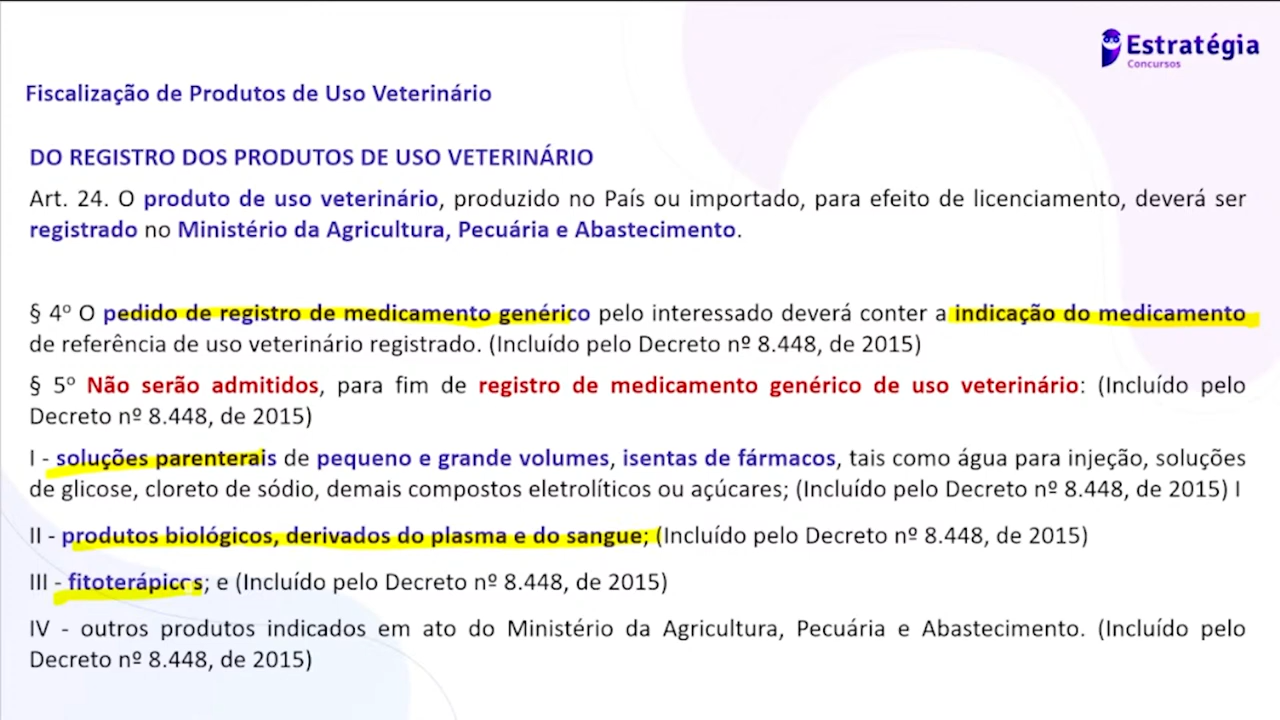 Estratégia
Concursos
Fiscalização de Produtos de Uso Veterinário
DO REGISTRO DOS PRODUTOS DE USO VETERINÁRIO
Art. 24. O produto de uso veterinário, produzido no País ou importado, para efeito de licenciamento, deverá ser
registrado no Ministério da Agricultura, Pecuária e Abastecimento.
§ 4º O pedido de registro de medicamento genérico pelo interessado deverá conter a indicação do medicamento
de referência de uso veterinário registrado. (Incluído pelo Decreto nº 8.448, de 2015)
§ 5º Não serão admitidos, para fim de registro de medicamento genérico de uso veterinário: (Incluído pelo
Decreto nº 8.448, de 2015)
I - soluções parenterais de pequeno e grande volumes, isentas de fármacos, tais como água para injeção, soluções
de glicose, cloreto de sódio, demais compostos eletrolíticos ou açúcares; (Incluído pelo Decreto nº 8.448, de 2015) I
II - produtos biológicos, derivados do plasma e do sangue; (Incluído pelo Decreto nº 8.448, de 2015)
III - fitoterápicos; e (Incluído pelo Decreto nº 8.448, de 2015)
IV - outros produtos indicados em ato do Ministério da Agricultura, Pecuária e Abastecimento. (Incluído pelo
Decreto nº 8.448, de 2015)